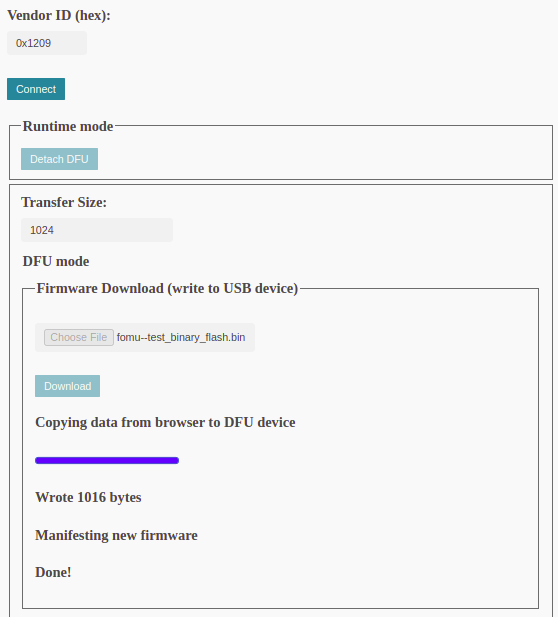 Vendor ID (hex):
0x1209
Connect
Runtime mode
Detach DFU
Transfer Size:
1024
DFU mode
Firmware Download (write to USB device)
Choose File fomu--test_binary_flash.bin
Download
Copying data from browser to DFU device
Wrote 1016 bytes
Manifesting new firmware
Done!